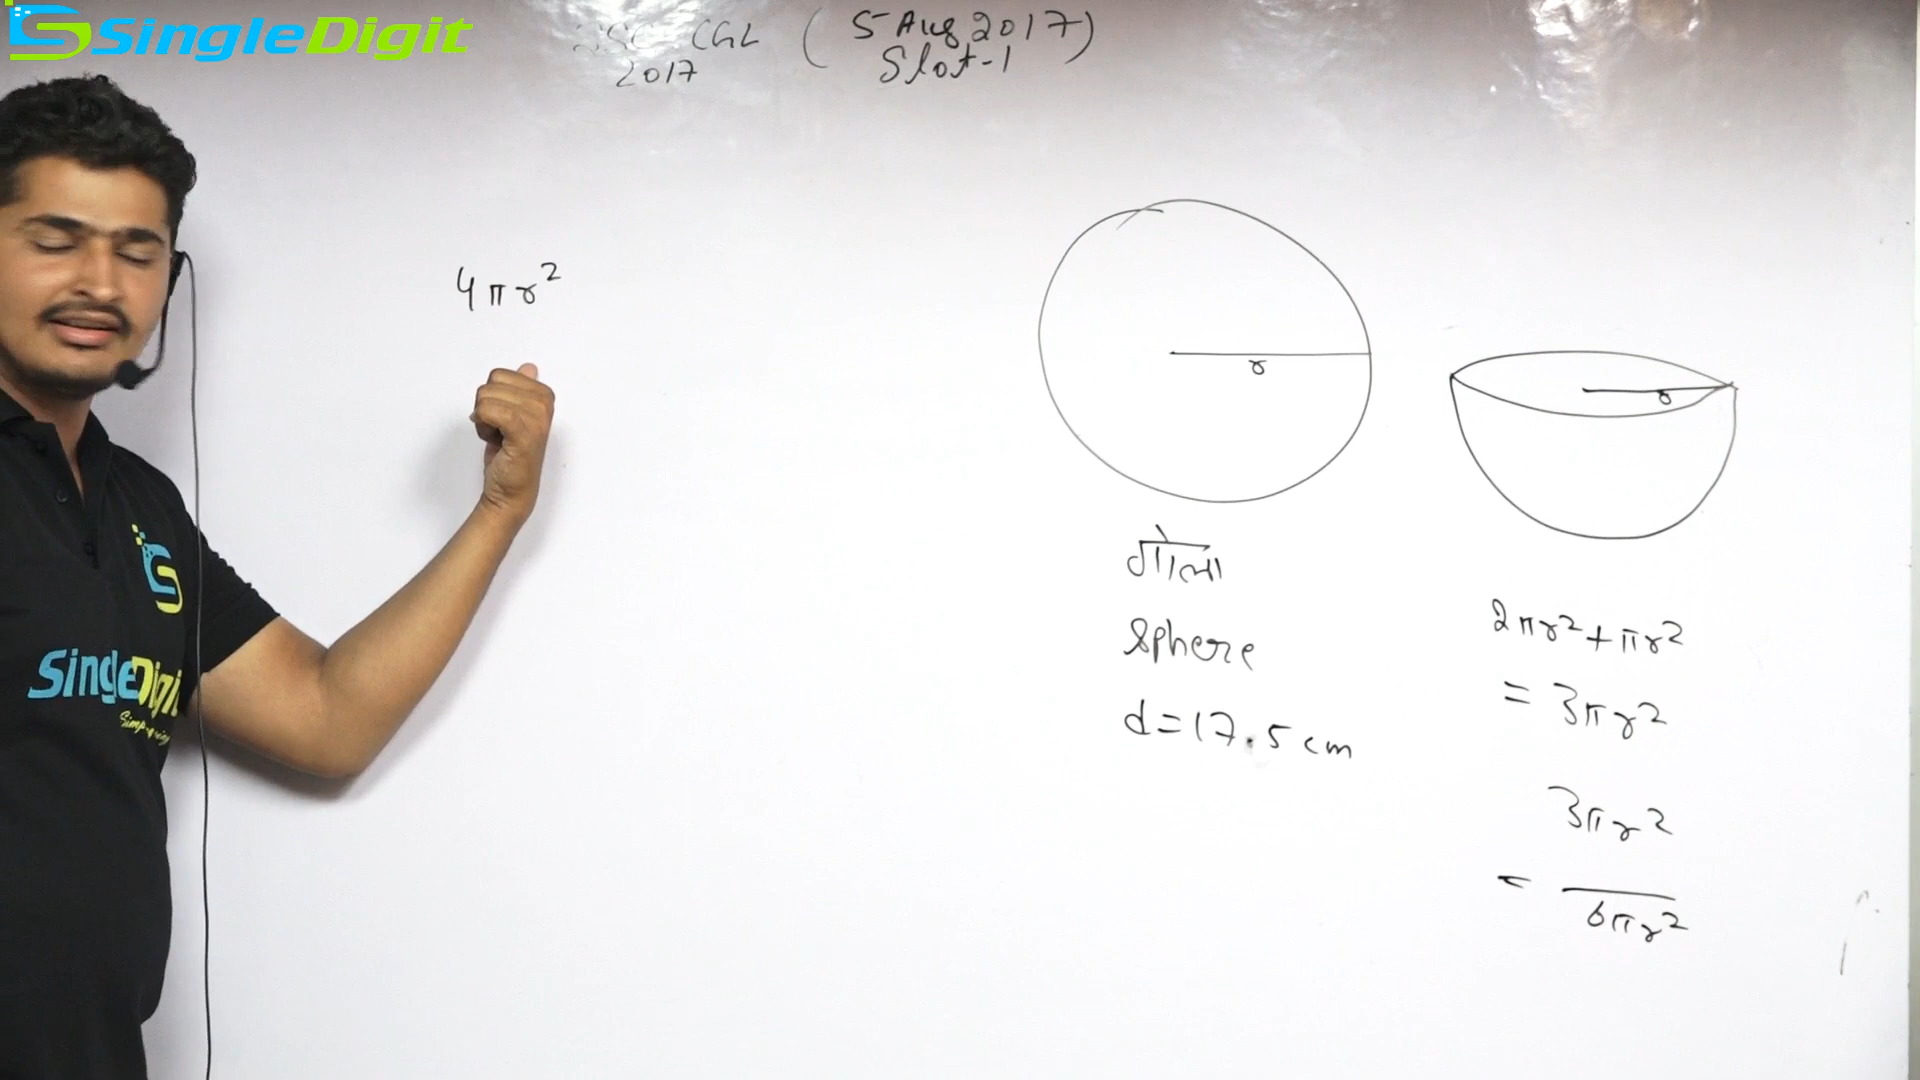 SingleDigit
SSC CGL ( 5 Aug 2017)
2017 Slot-1
4πr²
r
r
गोला
Sphere
d=17.5 cm
2πr²+πr²
= 3πr²
3πr²
= 6πr²
SingleDigi